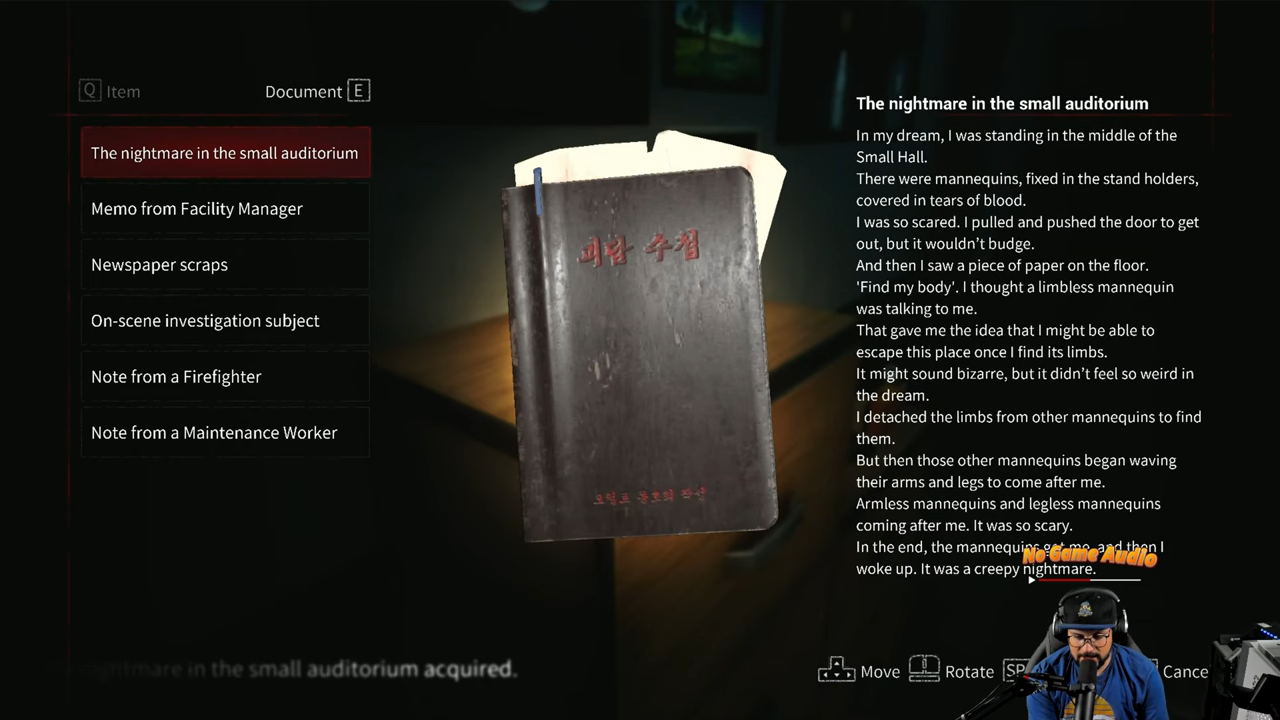 Q Item
Document E
The nightmare in the small auditorium
Memo from Facility Manager
Newspaper scraps
On-scene investigation subject
Note from a Firefighter
Note from a Maintenance Worker
괴담 수첩
The nightmare in the small auditorium
In my dream, I was standing in the middle of the
Small Hall.
There were mannequins, fixed in the stand holders,
covered in tears of blood.
I was so scared. I pulled and pushed the door to get
out, but it wouldn't budge.
And then I saw a piece of paper on the floor.
'Find my body'. I thought a limbless mannequin
was talking to me.
That gave me the idea that I might be able to
escape this place once I find its limbs.
It might sound bizarre, but it didn't feel so weird in
the dream.
I detached the limbs from other mannequins to find
them.
But then those other mannequins began waving
their arms and legs to come after me.
Armless mannequins and legless mannequins
coming after me. It was so scary.
In the end, the mannequins got me, and then I
woke up. It was a creepy nightmare.
No Game Audio
nightmare in the small auditorium acquired.
Move Rotate SP Cance